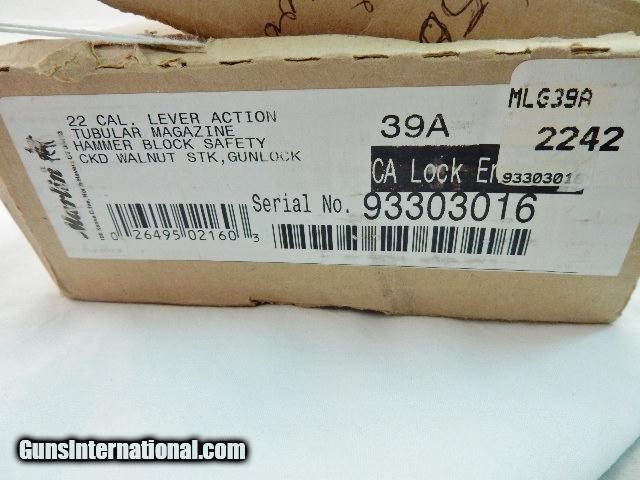 22 CAL. LEVER ACTION
TUBULAR MAGAZINE
HAMMER BLOCK SAFETY
CKD WALNUT STK,GUNLOCK
39A
MLG39A
2242
CA Lock En
93303016
Marlin
Serial No. 93303016
0 26495 02160 3
GunsInternational.com